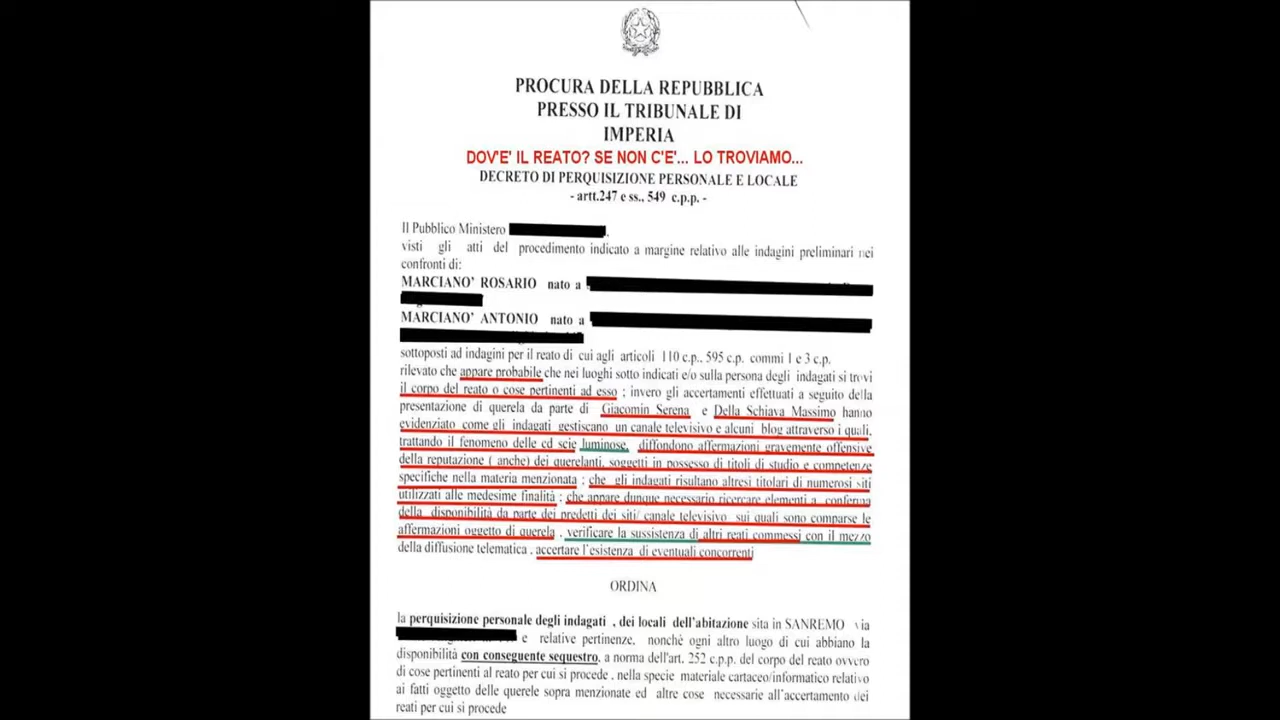 PROCURA DELLA REPUBBLICA
PRESSO IL TRIBUNALE DI
IMPERIA
DOV'E' IL REATO? SE NON C'E'... LO TROVIAMO...
DECRETO DI PERQUISIZIONE PERSONALE E LOCALE
- artt.247 e ss., 549 c.p.p. -
Il Pubblico Ministero
visti gli atti del procedimento indicato a margine relativo alle indagini preliminari nei
confronti di:
MARCIANO' ROSARIO nato a
MARCIANO' ANTONIO nato a
sottoposti ad indagini per il reato di cui agli articoli 110 c.p., 595 c.p. commi 1 e 3 c.p.
rilevato che appare probabile che nei luoghi sotto indicati e/o sulla persona degli indagati si trovi
il corpo del reato o cose pertinenti ad esso ; invero gli accertamenti effettuati a seguito della
presentazione di querela da parte di Giacomin Serena e Della Schiava Massimo hanno
evidenziato come gli indagati gestiscano un canale televisivo e alcuni blog attraverso i quali,
trattando il fenomeno delle cd scie luminose, diffondono affermazioni gravemente offensive
della reputazione ( anche) dei querelanti, soggetti in possesso di titoli di studio e competenze
specifiche nella materia menzionata ; che gli indagati risultano altresì titolari di numerosi siti
utilizzati alle medesime finalità ; che appare dunque necessario ricercare elementi a conferma
della disponibilità da parte dei predetti dei siti/ canale televisivo sui quali sono comparse le
affermazioni oggetto di querela , verificare la sussistenza di altri reati commessi con il mezzo
della diffusione telematica , accertare l'esistenza di eventuali concorrenti
ORDINA
la perquisizione personale degli indagati , dei locali dell'abitazione sita in SANREMO via
e relative pertinenze, nonchè ogni altro luogo di cui abbiano la
disponibilità con conseguente sequestro, a norma dell'art. 252 c.p.p. del corpo del reato ovvero
di cose pertinenti al reato per cui si procede , nella specie materiale cartaceo/informatico relativo
ai fatti oggetto delle querele sopra menzionate ed altre cose necessarie all'accertamento dei
reati per cui si procede